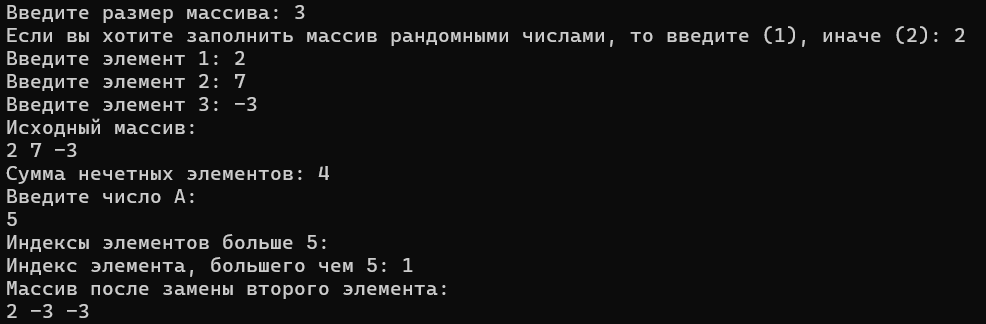 Введите размер массива: 3
Если вы хотите заполнить массив рандомными числами, то введите (1), иначе (2): 2
Введите элемент 1: 2
Введите элемент 2: 7
Введите элемент 3: -3
Исходный массив:
2 7 -3
Сумма нечетных элементов: 4
Введите число А:
5
Индексы элементов больше 5:
Индекс элемента, большего чем 5: 1
Массив после замены второго элемента:
2 -3 -3